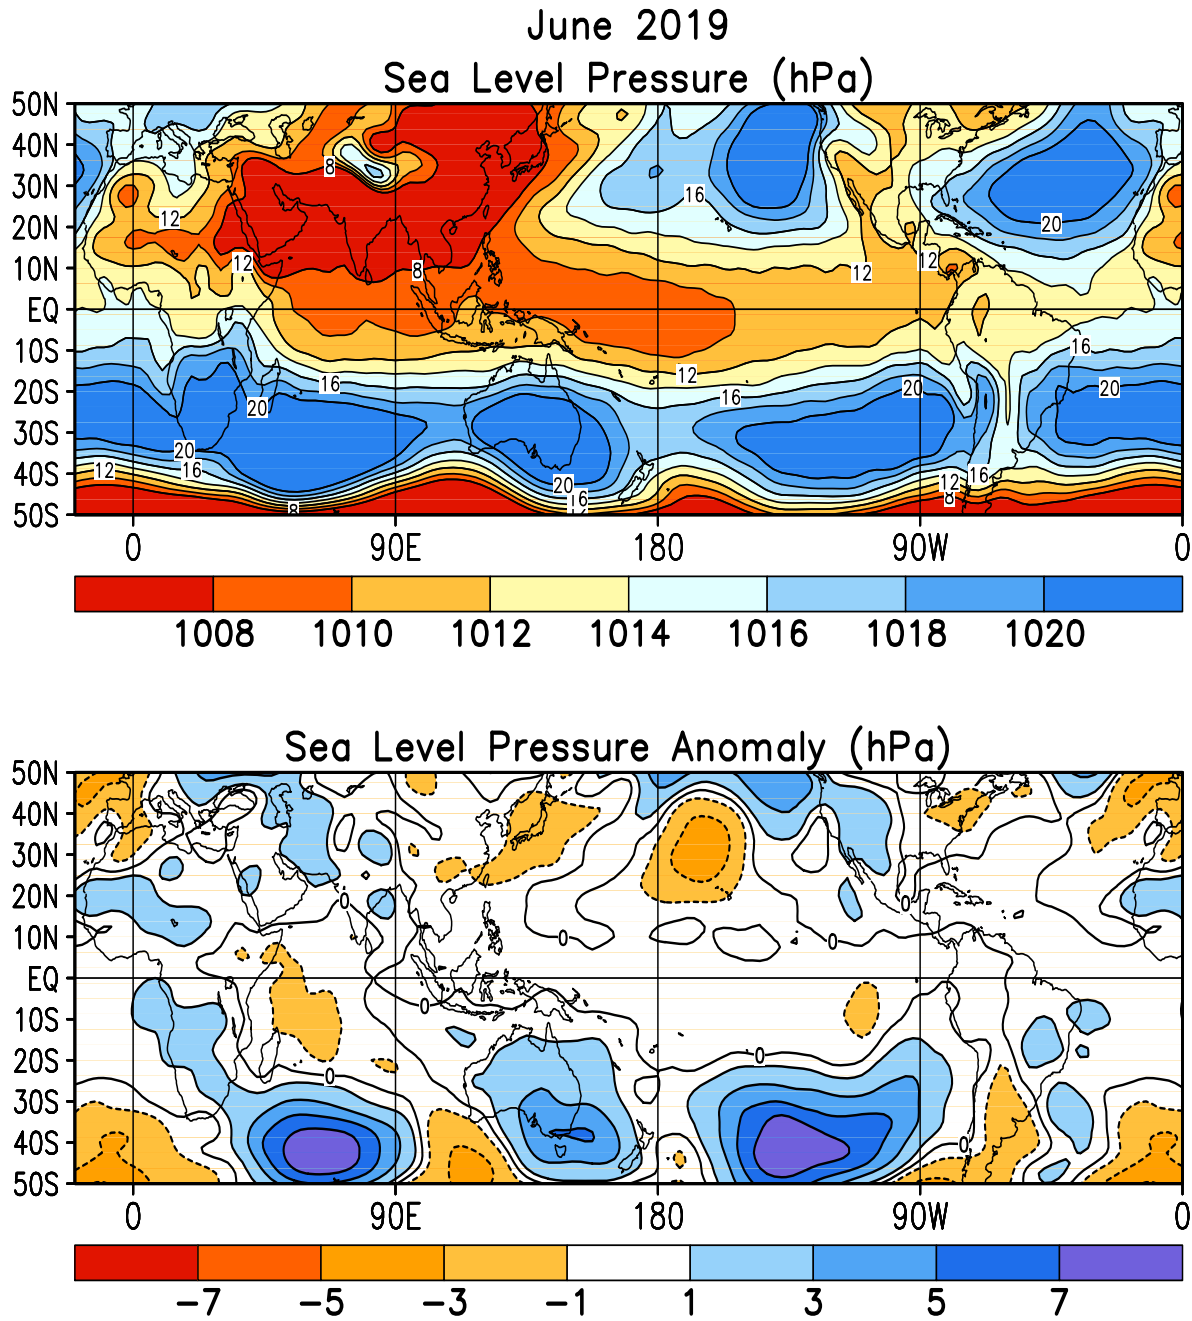 June 2019
Sea Level Pressure (hPa)
50N
40N
30N
20N
10N
EQ
10S
20S
30S
40S
50S
8
16
12
20
12
8
12
12
16
12
16
20
16
20
20
20
16
12
20
16
12
16
8
8
0 90E 180 90W 0
1008 1010 1012 1014 1016 1018 1020
Sea Level Pressure Anomaly (hPa)
50N
40N
30N
20N
10N
EQ
10S
20S
30S
40S
50S
0
0
0
0
0
0
0
0
0 90E 180 90W 0
−7 −5 −3 −1 1 3 5 7